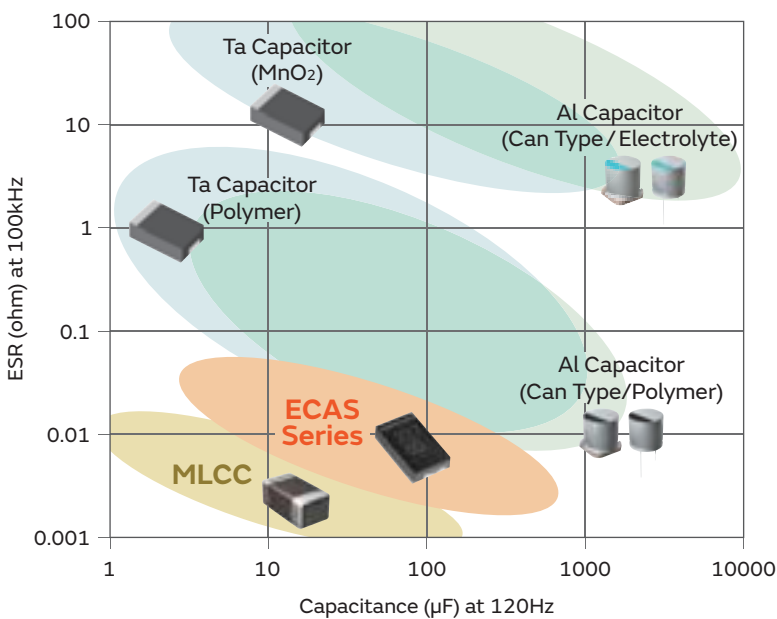 100
10
1
0.1
0.01
0.001
ESR (ohm) at 100kHz
Ta Capacitor
(MnO₂)
Al Capacitor
(Can Type/Electrolyte)
Ta Capacitor
(Polymer)
Al Capacitor
(Can Type/Polymer)
ECAS
Series
MLCC
1
10
100
1000
10000
Capacitance (µF) at 120Hz